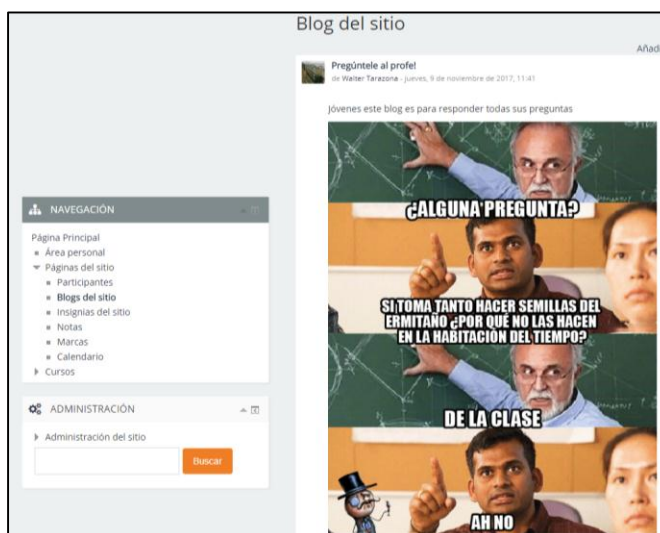 Blog del sitio
Añad
Pregúntele al profe!
de Walter Tarazona - jueves, 9 de noviembre de 2017, 11:41
Jóvenes este blog es para responder todas sus preguntas
¿ALGUNA PREGUNTA?
SI TOMA TANTO HACER SEMILLAS DEL
ERMITAÑO ¿POR QUÉ NO LAS HACEN
EN LA HABITACIÓN DEL TIEMPO?
DE LA CLASE
AH NO
NAVEGACIÓN
Página Principal
Área personal
Páginas del sitio
Participantes
Blogs del sitio
Insignias del sitio
Notas
Marcas
Calendario
Cursos
ADMINISTRACIÓN
Administración del sitio
Buscar